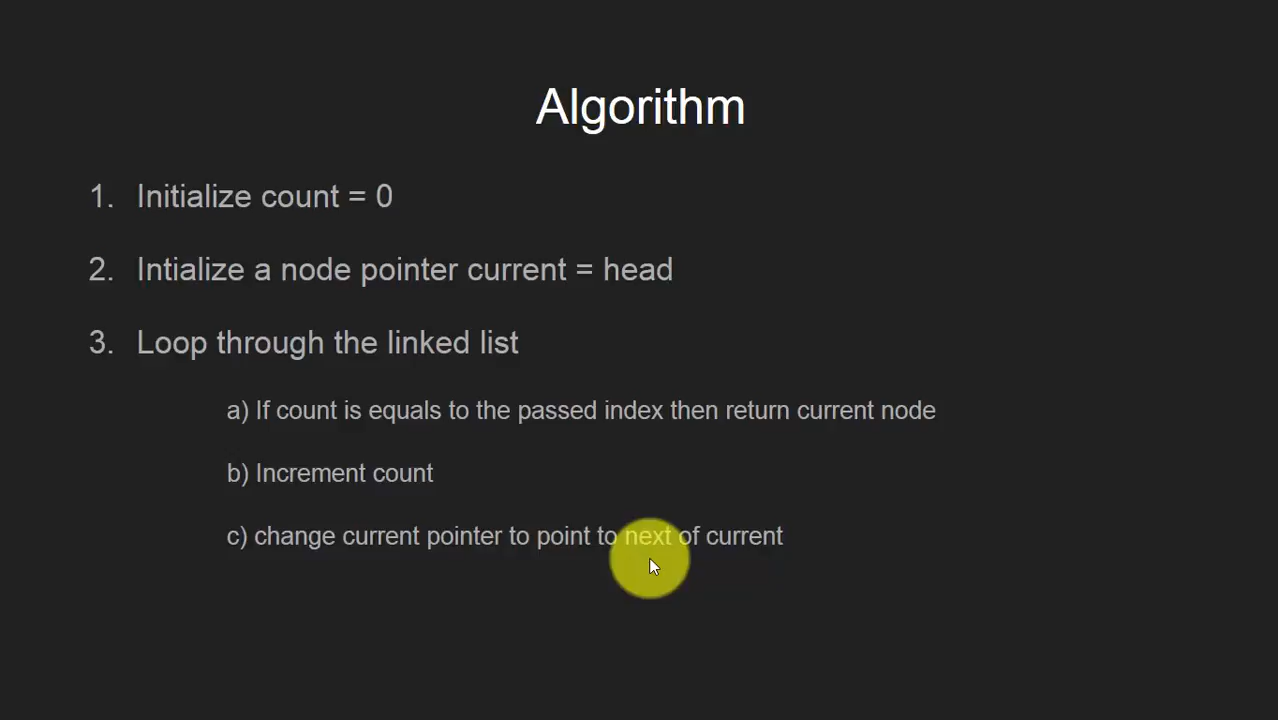 Algorithm
1. Initialize count = 0
2. Intialize a node pointer current = head
3. Loop through the linked list
a) If count is equals to the passed index then return current node
b) Increment count
c) change current pointer to point to next of current